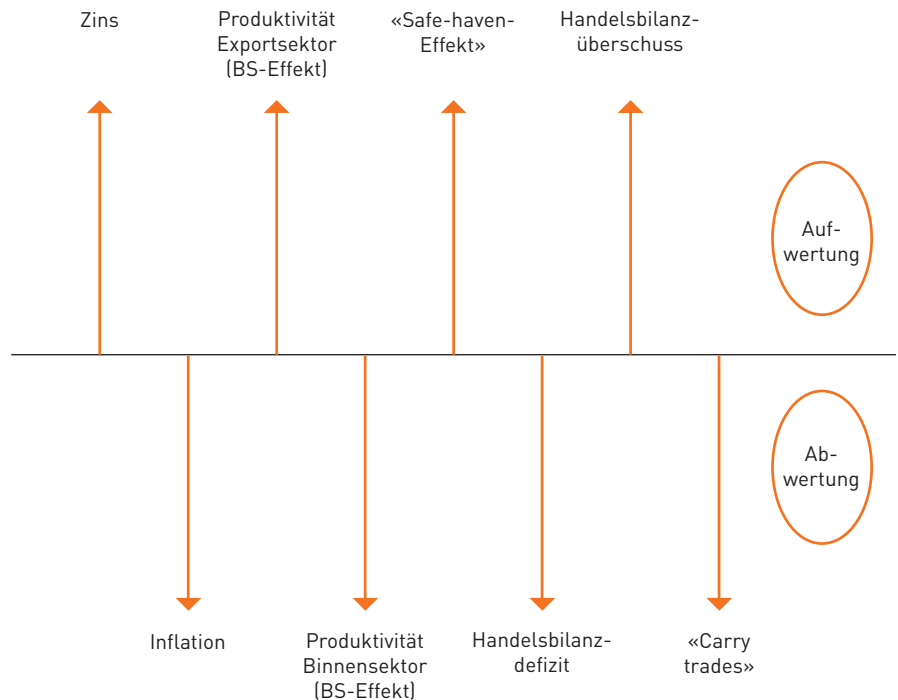 Zins
Produktivität
Exportsektor
(BS-Effekt)
«Safe-haven-
Effekt»
Handelsbilanz-
überschuss
Auf-
wertung
Ab-
wertung
Inflation
Produktivität
Binnensektor
(BS-Effekt)
Handelsbilanz-
defizit
«Carry
trades»